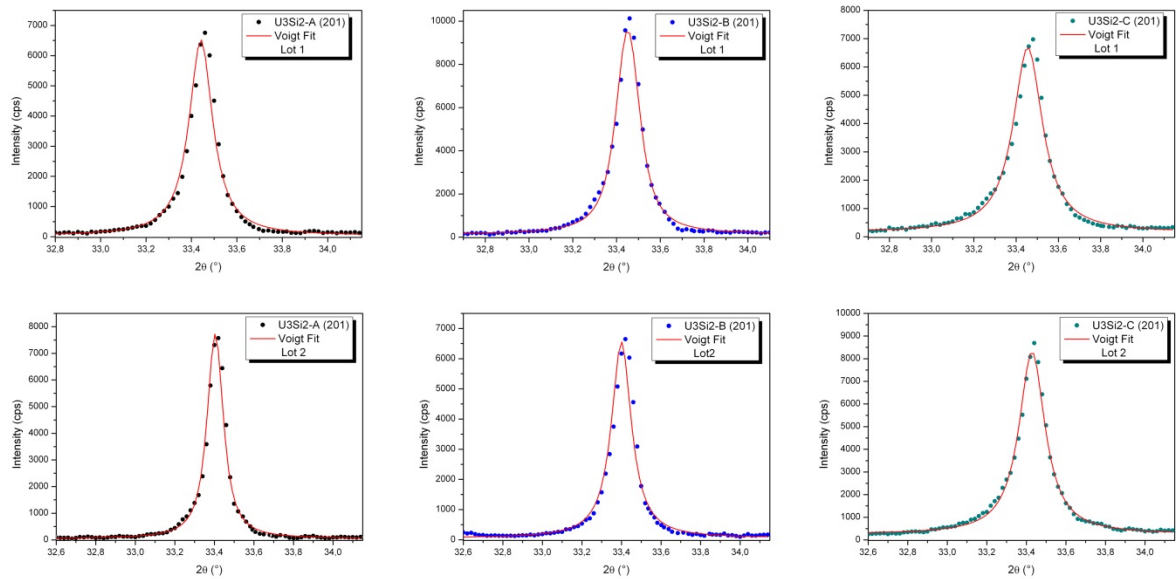 U3Si2-A (201)
Voigt Fit
Lot 1
7000
6000
5000
4000
3000
2000
1000
0
Intensity (cps)
32,8 33,0 33,2 33,4 33,6 33,8 34,0
2θ (°)
U3Si2-B (201)
Voigt Fit
Lot 1
10000
8000
6000
4000
2000
0
Intensity (cps)
32,8 33,0 33,2 33,4 33,6 33,8 34,0
2θ (°)
U3Si2-C (201)
Voigt Fit
Lot 1
8000
7000
6000
5000
4000
3000
2000
1000
0
Intensity (cps)
32,8 33,0 33,2 33,4 33,6 33,8 34,0
2θ (°)
U3Si2-A (201)
Voigt Fit
Lot 2
8000
7000
6000
5000
4000
3000
2000
1000
0
Intensity (cps)
32,6 32,8 33,0 33,2 33,4 33,6 33,8 34,0
2θ (°)
U3Si2-B (201)
Voigt Fit
Lot2
7000
6000
5000
4000
3000
2000
1000
0
Intensity (cps)
32,6 32,8 33,0 33,2 33,4 33,6 33,8 34,0
2θ (°)
U3Si2-C (201)
Voigt Fit
Lot 2
10000
9000
8000
7000
6000
5000
4000
3000
2000
1000
0
Intensity (cps)
32,6 32,8 33,0 33,2 33,4 33,6 33,8 34,0
2θ (°)